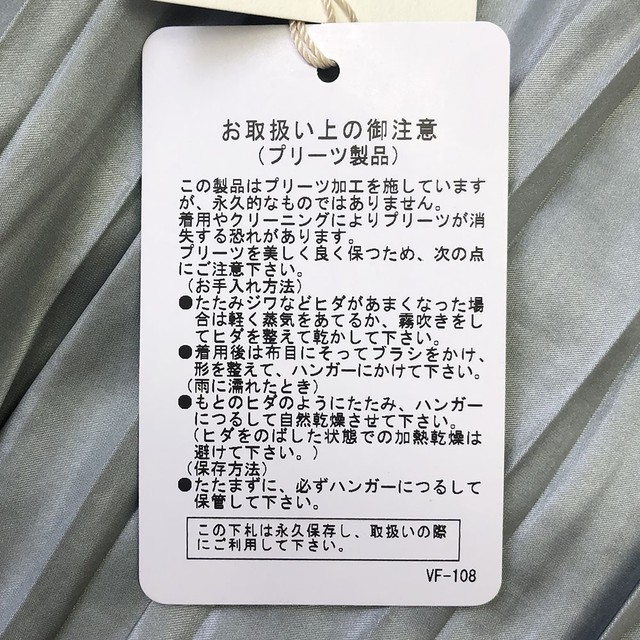 お取扱い上の御注意
（プリーツ製品）
この製品はプリーツ加工を施しています
が、永久的なものではありません。
着用やクリーニングによりプリーツが消
失する恐れがあります。
プリーツを美しく良く保つため、次の点
にご注意下さい。
（お手入れ方法）
●たたみジワなどヒダがあまくなった場
合は軽く蒸気をあてるか、霧吹きをし
てヒダを整えて乾かして下さい。
●着用後は布目にそってブラシをかけ、
形を整えて、ハンガーにかけて下さい。
（雨に濡れたとき）
●もとのヒダのようにたたみ、ハンガー
につるして自然乾燥させて下さい。
（ヒダをのばした状態での加熱乾燥は
避けて下さい。）
（保存方法）
●たたまずに、必ずハンガーにつるして
保管して下さい。
この下札は永久保存し、取扱いの際
にご利用して下さい。
VF-108